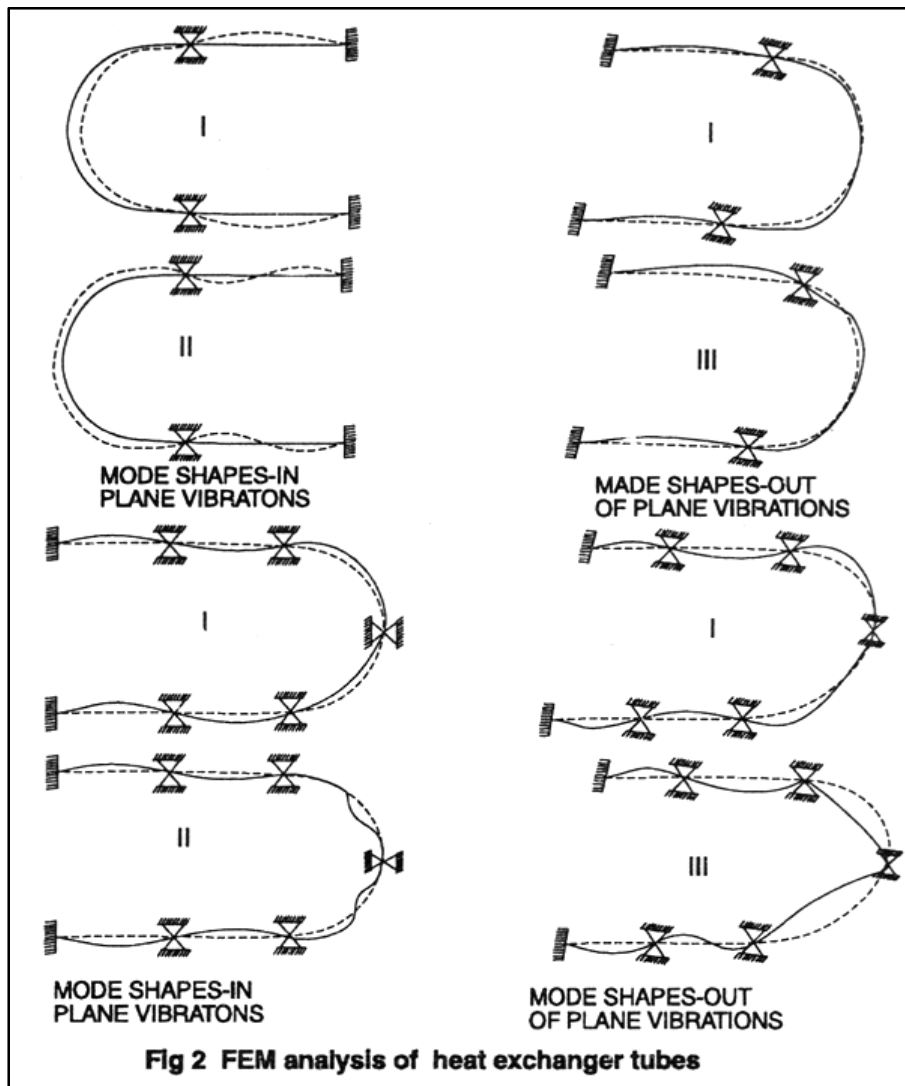 I
I
II
III
MODE SHAPES-IN
PLANE VIBRATONS
MADE SHAPES-OUT
OF PLANE VIBRATIONS
I
I
II
III
MODE SHAPES-IN
PLANE VIBRATONS
MODE SHAPES-OUT
OF PLANE VIBRATIONS
Fig 2 FEM analysis of heat exchanger tubes